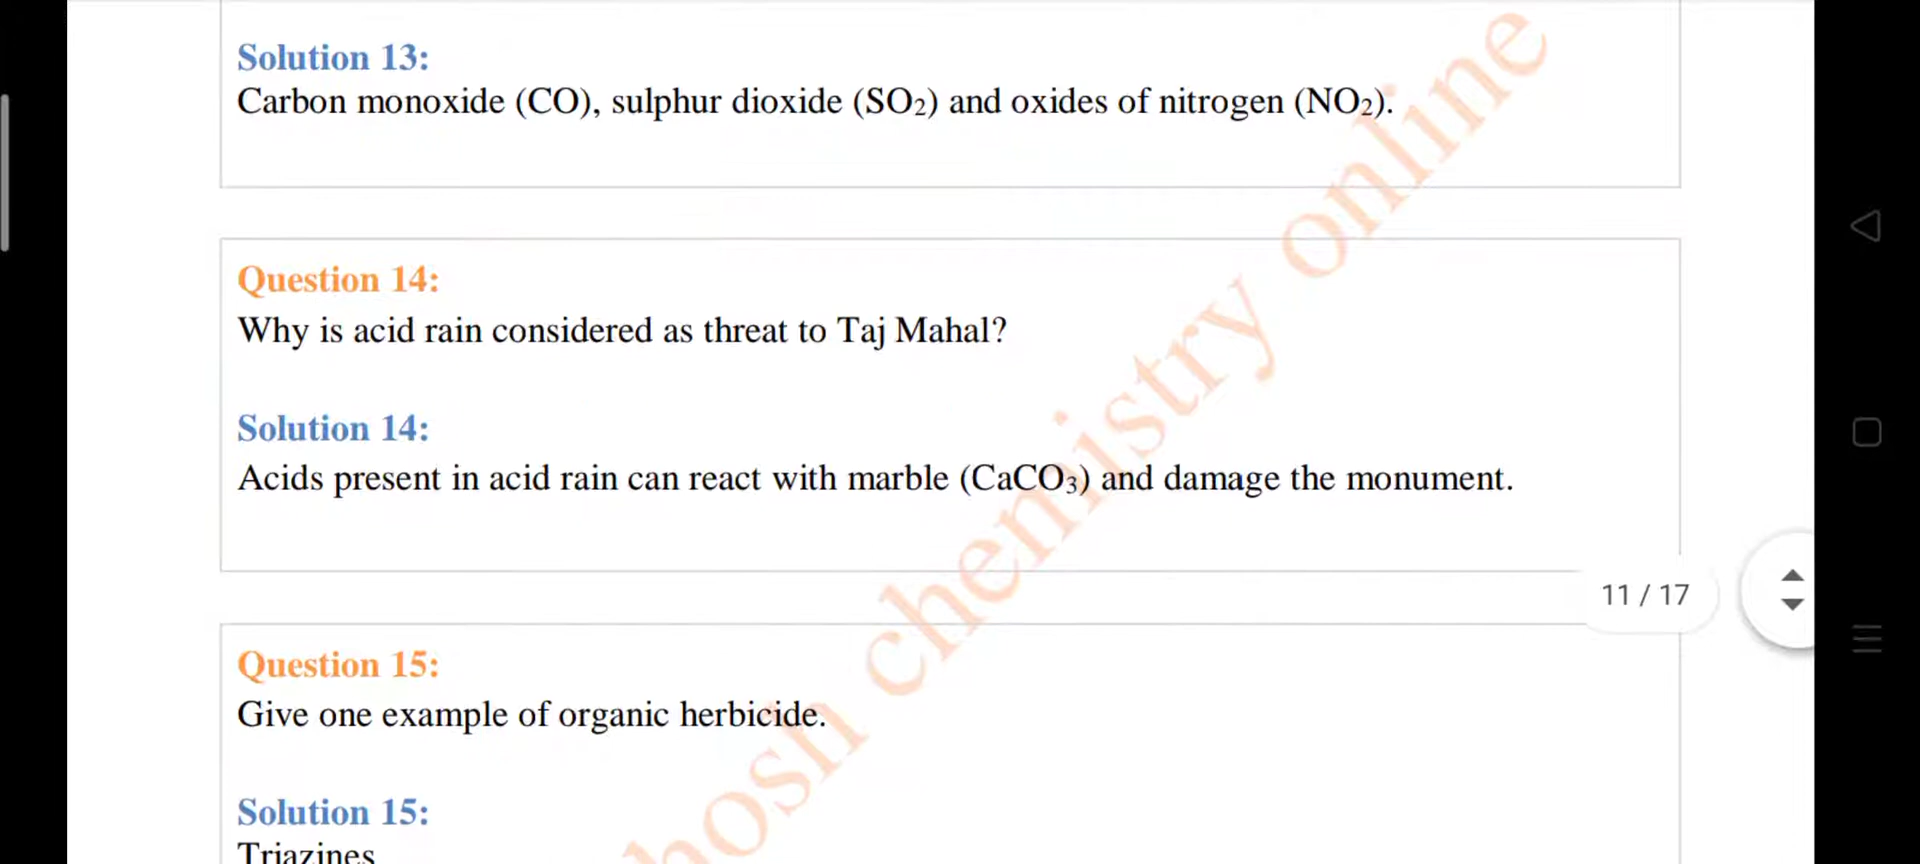 Solution 13:
Carbon monoxide (CO), sulphur dioxide (SO₂) and oxides of nitrogen (NO₂).
Question 14:
Why is acid rain considered as threat to Taj Mahal?
Solution 14:
Acids present in acid rain can react with marble (CaCO₃) and damage the monument.
11 / 17
Question 15:
Give one example of organic herbicide.
Solution 15:
Triazines
chemistry online